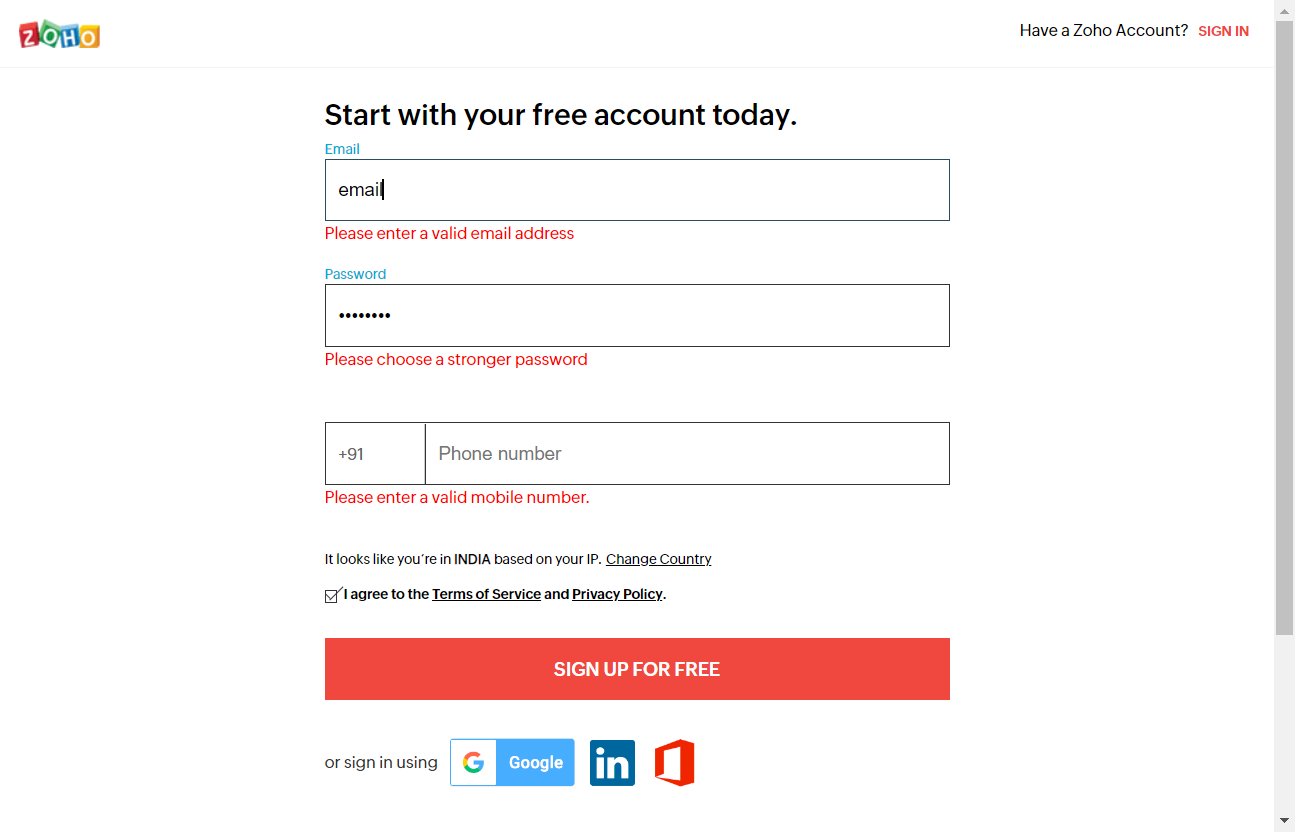 ZOHO
Have a Zoho Account? SIGN IN
Start with your free account today.
Email
email
Please enter a valid email address
Password
••••••••
Please choose a stronger password
+91 Phone number
Please enter a valid mobile number.
It looks like you´re in INDIA based on your IP. Change Country
I agree to the Terms of Service and Privacy Policy.
SIGN UP FOR FREE
or sign in using G Google in